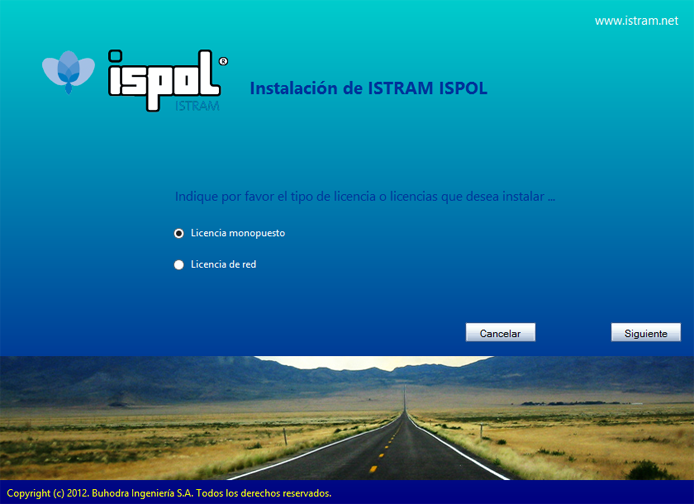 www.istram.net
ispol®
ISTRAM
Instalación de ISTRAM ISPOL
Indique por favor el tipo de licencia o licencias que desea instalar ...
Licencia monopuesto
Licencia de red
Cancelar
Siguiente
Copyright (c) 2012. Buhodra Ingeniería S.A. Todos los derechos reservados.